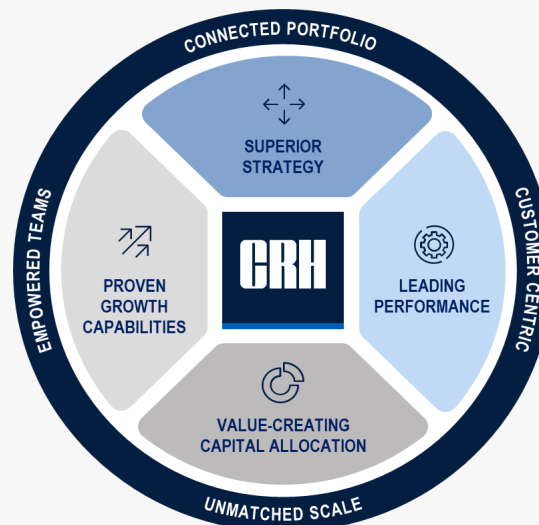 CONNECTED PORTFOLIO
SUPERIOR
STRATEGY
EMPOWERED TEAMS
PROVEN
GROWTH
CAPABILITIES
CRH
LEADING
PERFORMANCE
CUSTOMER CENTRIC
VALUE-CREATING
CAPITAL ALLOCATION
UNMATCHED SCALE